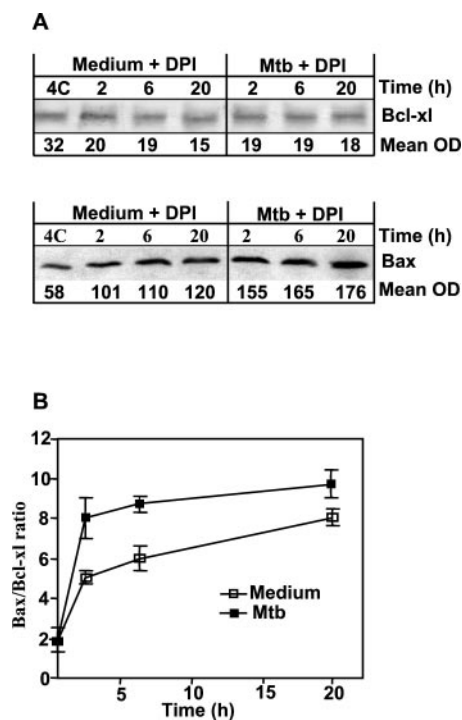 A
Medium + DPI Mtb + DPI
4C 2 6 20 2 6 20 Time (h)
Bcl-xl
32 20 19 15 19 19 18 Mean OD
Medium + DPI Mtb + DPI
4C 2 6 20 2 6 20 Time (h)
Bax
58 101 110 120 155 165 176 Mean OD
B
12
10
8
6
4
2
0
Bax/Bcl-xl ratio
Medium
Mtb
5 10 15 20
Time (h)